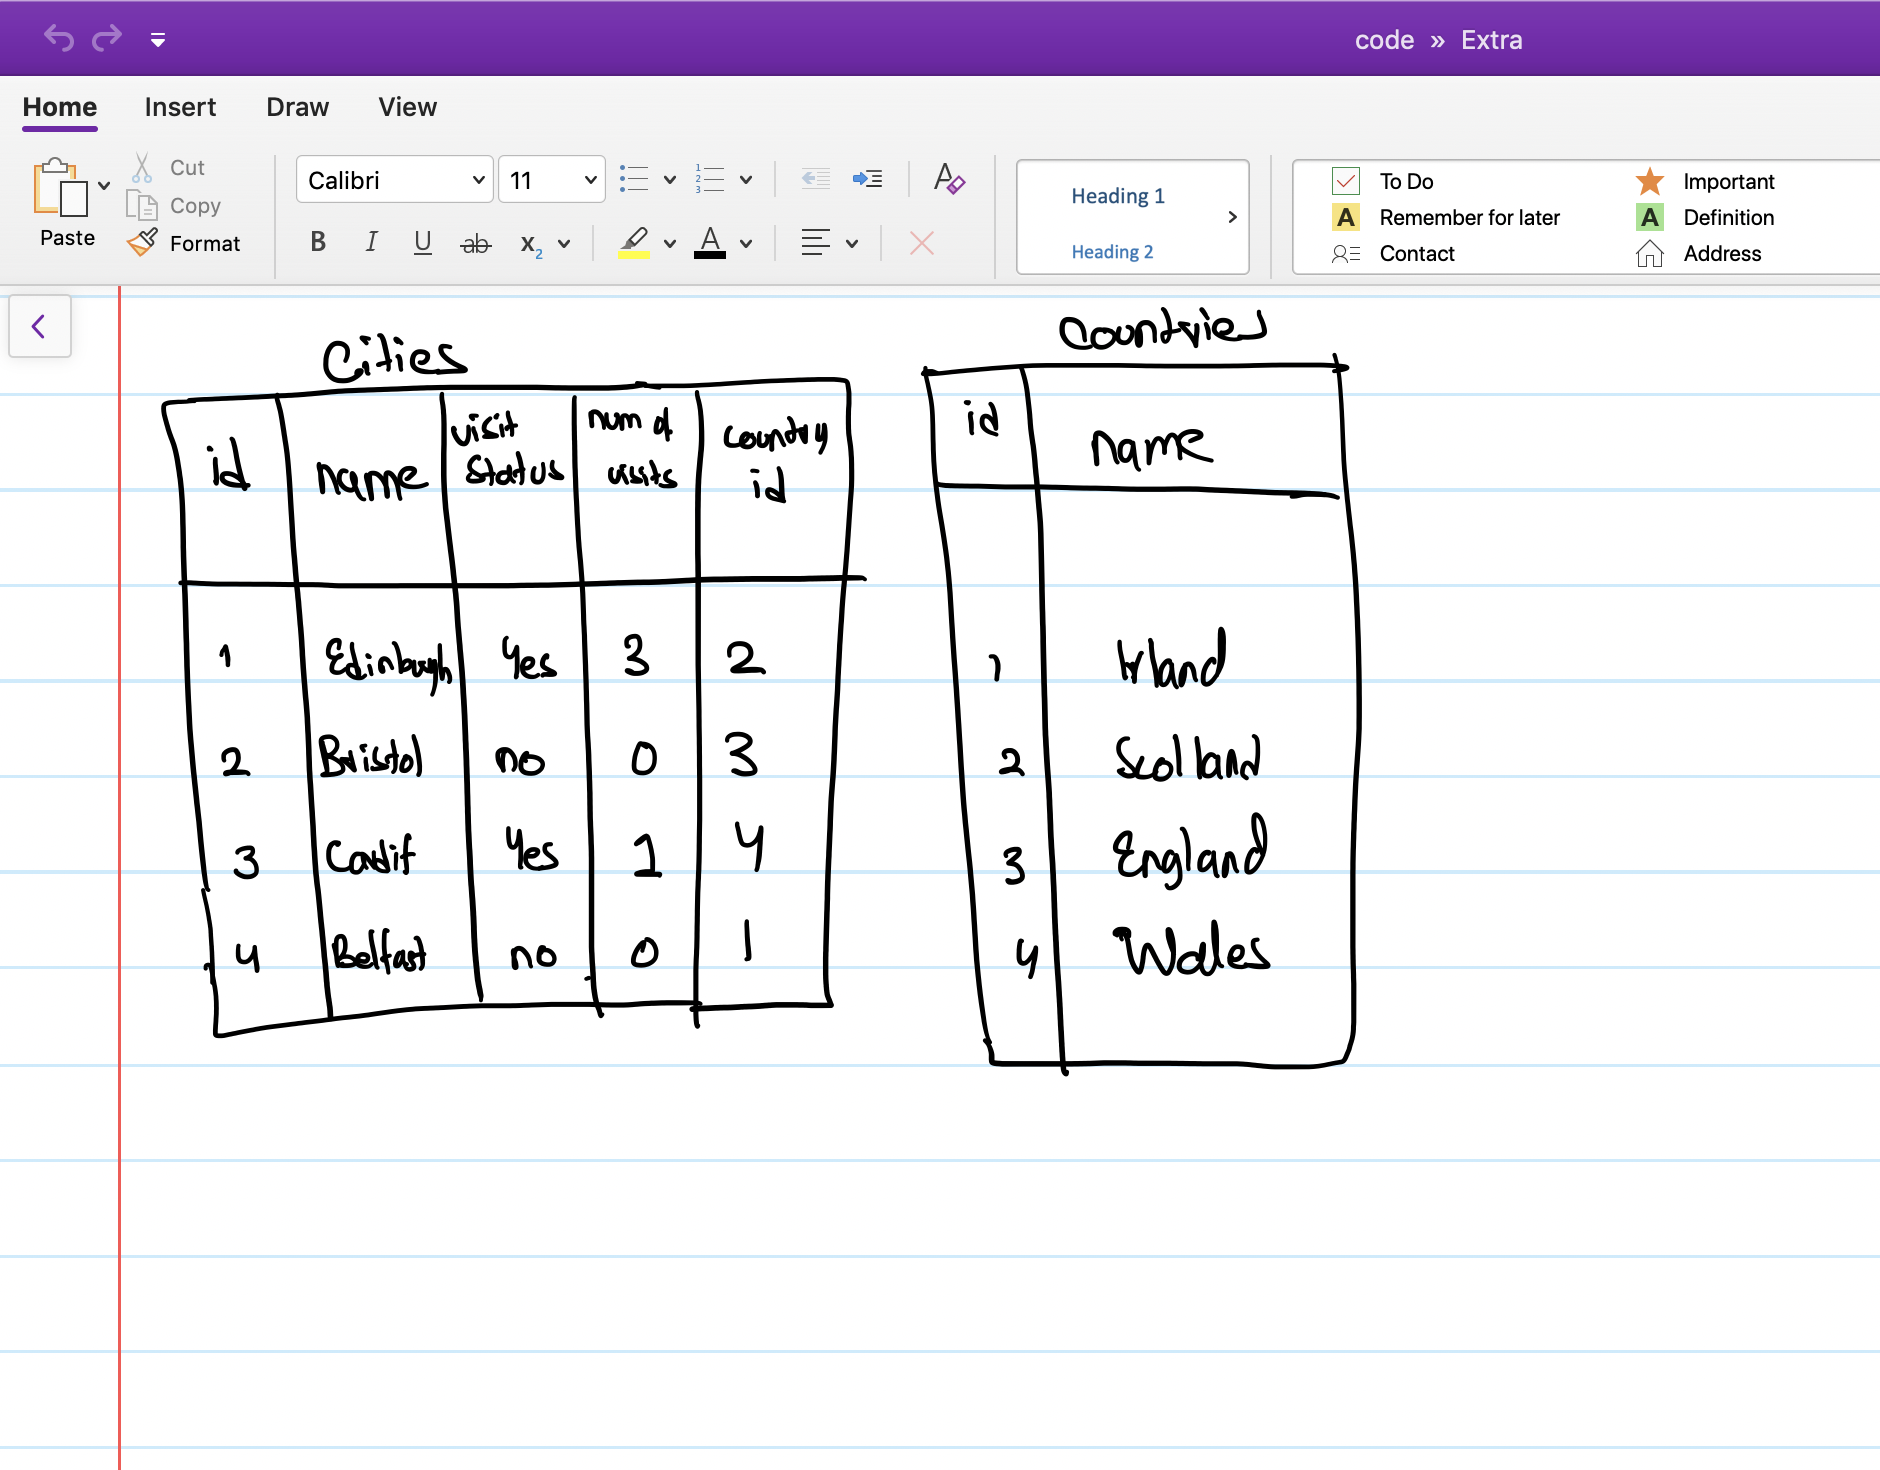 code » Extra
Home Insert Draw View
Paste
Cut
Copy
Format
Calibri 11
B I U ab x2 A A
Heading 1
Heading 2
To Do
Remember for later
Contact
Important
Definition
Address
Cities
id name visit status num of visits country id
1 Edinbugh Yes 3 2
2 Bristol no 0 3
3 Cardif Yes 1 4
4 Belfast no 0 1
Countries
id name
1 Irland
2 Scotland
3 England
4 Wales